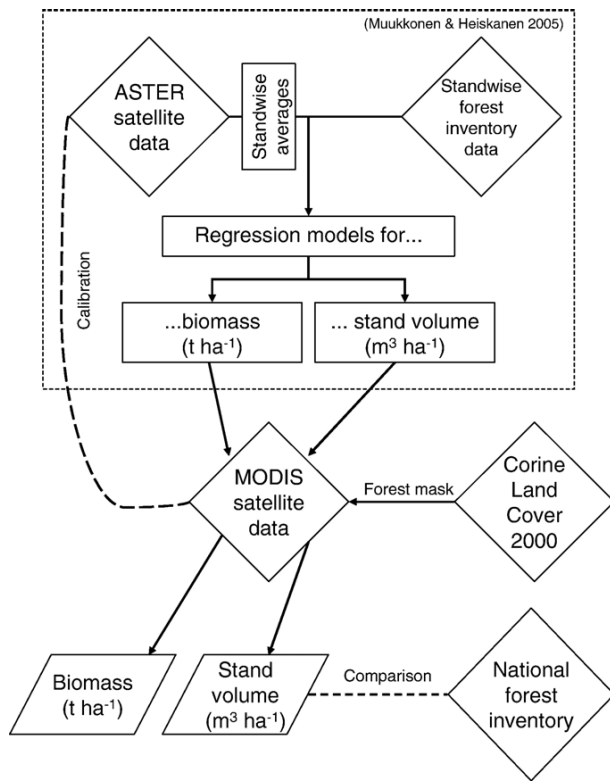 (Muukkonen & Heiskanen 2005)
ASTER
satellite
data
Standwise
averages
Standwise
forest
inventory
data
Regression models for...
Calibration
...biomass
(t ha⁻¹)
... stand volume
(m³ ha⁻¹)
MODIS
satellite
data
Forest mask
Corine
Land
Cover
2000
Biomass
(t ha⁻¹)
Stand
volume
(m³ ha⁻¹)
Comparison
National
forest
inventory